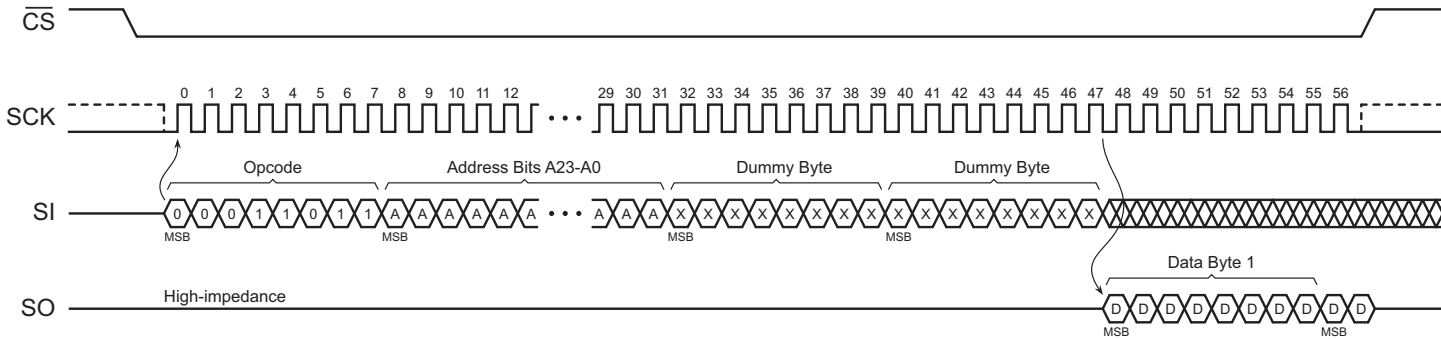 CS
SCK
0 1 2 3 4 5 6 7 8 9 10 11 12 29 30 31 32 33 34 35 36 37 38 39 40 41 42 43 44 45 46 47 48 49 50 51 52 53 54 55 56
Opcode Address Bits A23-A0 Dummy Byte Dummy Byte
SI
0 0 0 1 1 0 1 1 A A A A A A A A A X X X X X X X X X X X X X X X X
MSB MSB MSB MSB
Data Byte 1
SO
High-impedance
D D D D D D D D D D
MSB MSB